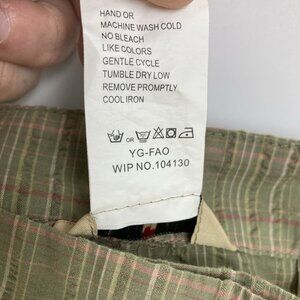 HAND OR
MACHINE WASH COLD
NO BLEACH
LIKE COLORS
GENTLE CYCLE
TUMBLE DRY LOW
REMOVE PROMPTLY
COOL IRON
OR
YG-FAO
WIP NO.104130